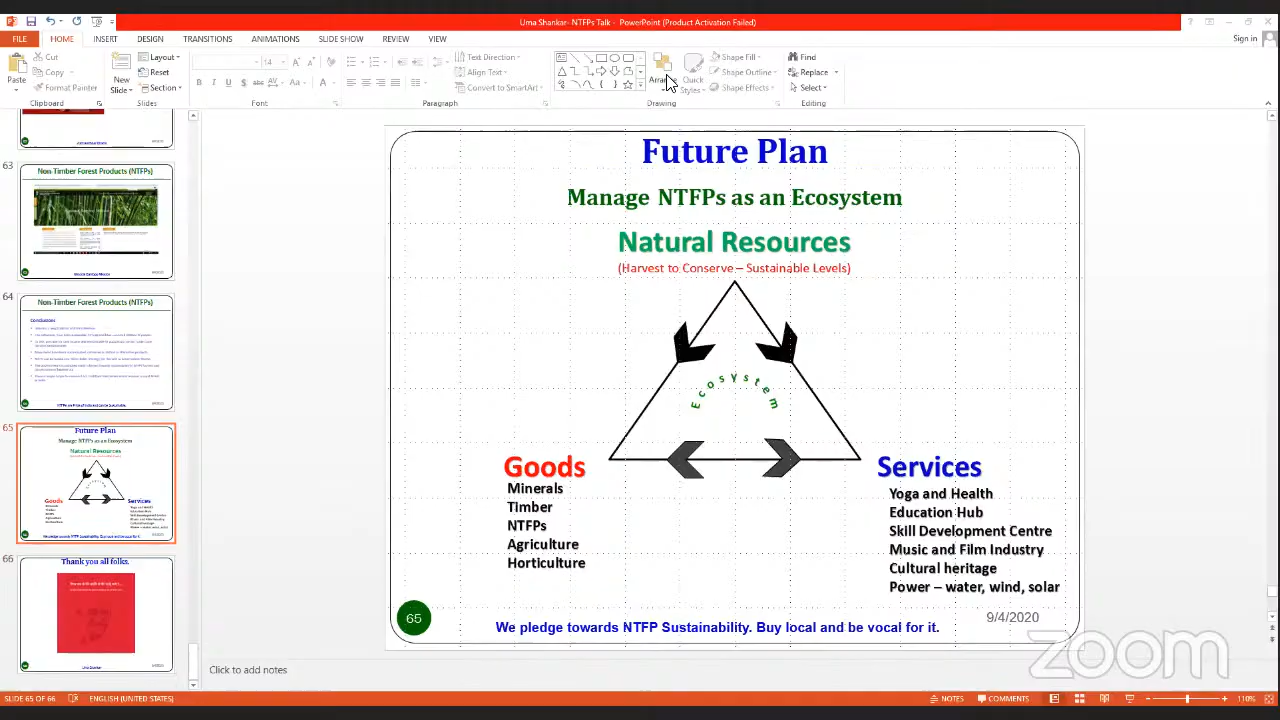 Uma Shankar- NTFPs Talk - PowerPoint (Product Activation Failed)
FILE
HOME
INSERT
DESIGN
TRANSITIONS
ANIMATIONS
SLIDE SHOW
REVIEW
VIEW
Sign in
Paste
Cut
Copy
Format Painter
Clipboard
New Slide
Layout
Reset
Section
Slides
14
Font
Text Direction
Align Text
Convert to SmartArt
Paragraph
Arrange
Quick Styles
Shape Fill
Shape Outline
Shape Effects
Drawing
Find
Replace
Select
Editing
63
Non-Timber Forest Products (NTFPs)
64
Non-Timber Forest Products (NTFPs)
Conclusions
65
Future Plan
Manage NTFPs as an Ecosystem
Natural Resources
Goods
Services
66
Thank you all folks.
Future Plan
Manage NTFPs as an Ecosystem
Natural Resources
(Harvest to Conserve – Sustainable Levels)
Ecosystem
Goods
Minerals
Timber
NTFPs
Agriculture
Horticulture
Services
Yoga and Health
Education Hub
Skill Development Centre
Music and Film Industry
Cultural heritage
Power – water, wind, solar
65
9/4/2020
We pledge towards NTFP Sustainability. Buy local and be vocal for it.
zoom
Click to add notes
SLIDE 65 OF 66
ENGLISH (UNITED STATES)
NOTES
COMMENTS
110%